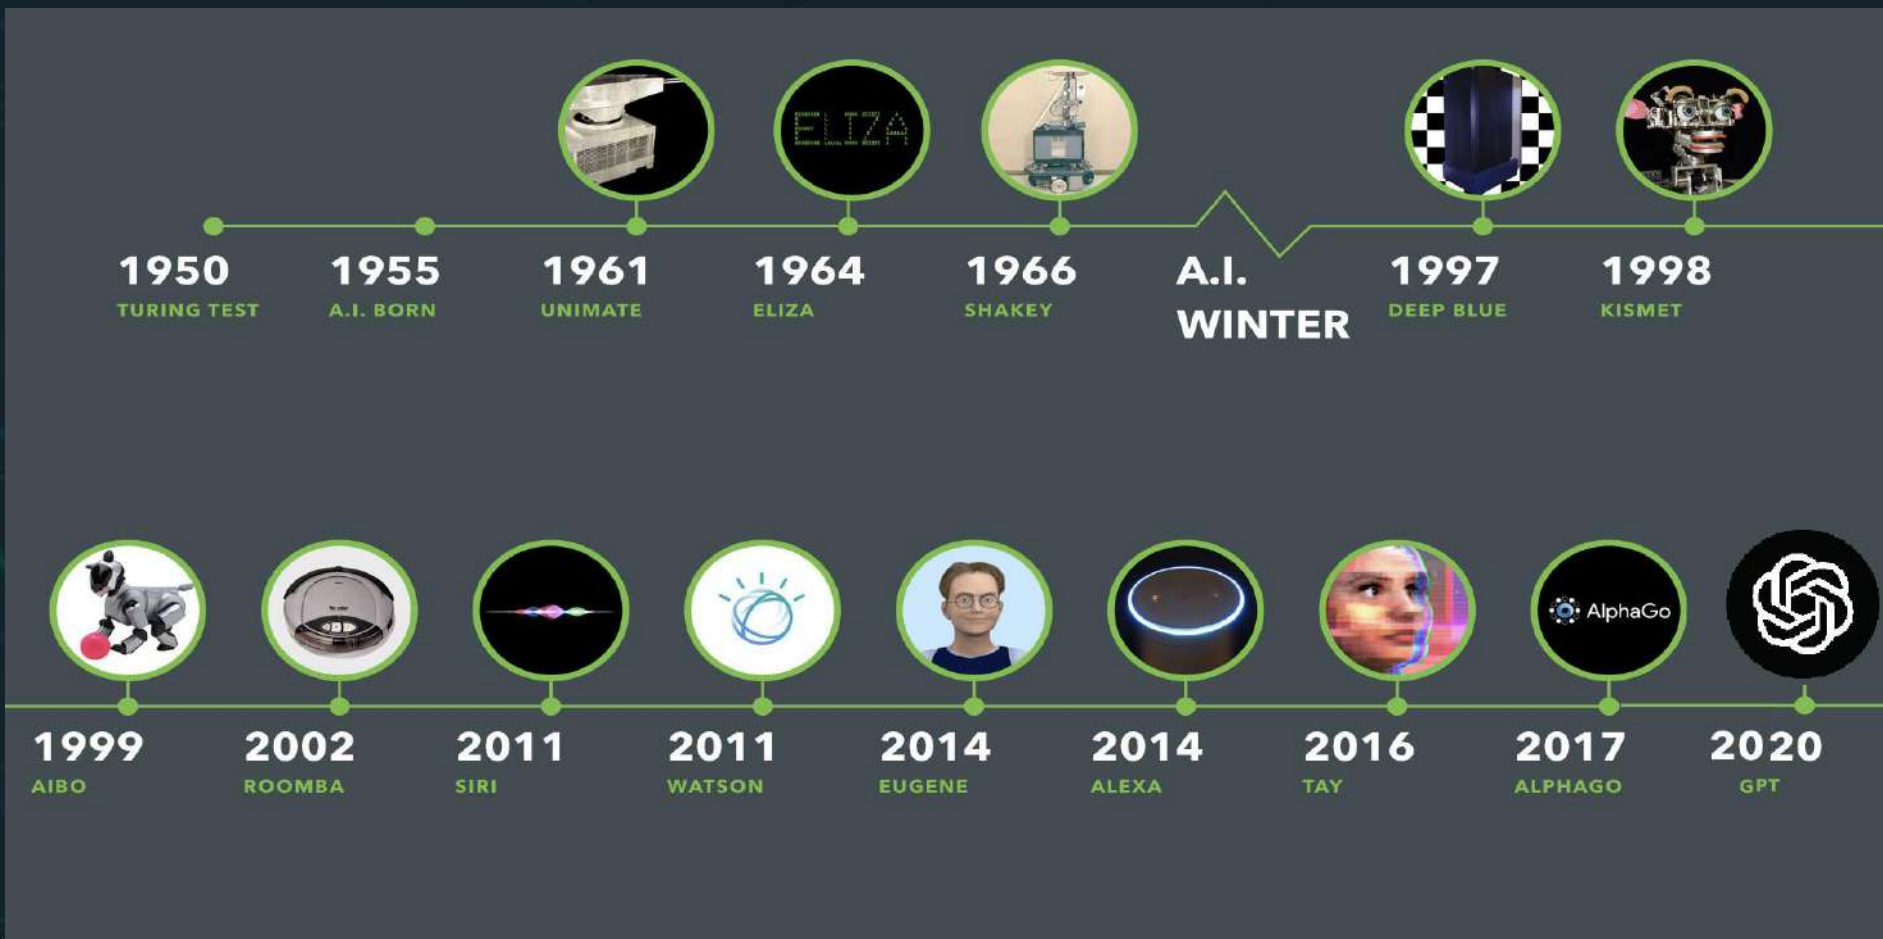 1950
TURING TEST
1955
A.I. BORN
1961
UNIMATE
ELIZA
1964
ELIZA
1966
SHAKEY
A.I.
WINTER
1997
DEEP BLUE
1998
KISMET
1999
AIBO
2002
ROOMBA
2011
SIRI
2011
WATSON
2014
EUGENE
2014
ALEXA
2016
TAY
AlphaGo
2017
ALPHAGO
2020
GPT